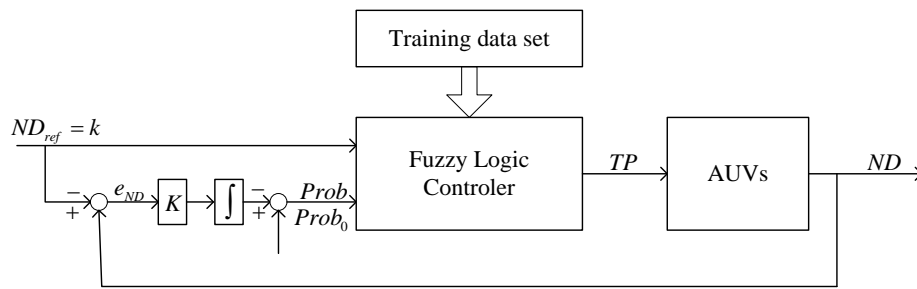 Training data set
ND_ref = k
Fuzzy Logic
Controler
TP
AUVs
ND
−
+
e_ND
K
∫
−
+
Prob
Prob_0